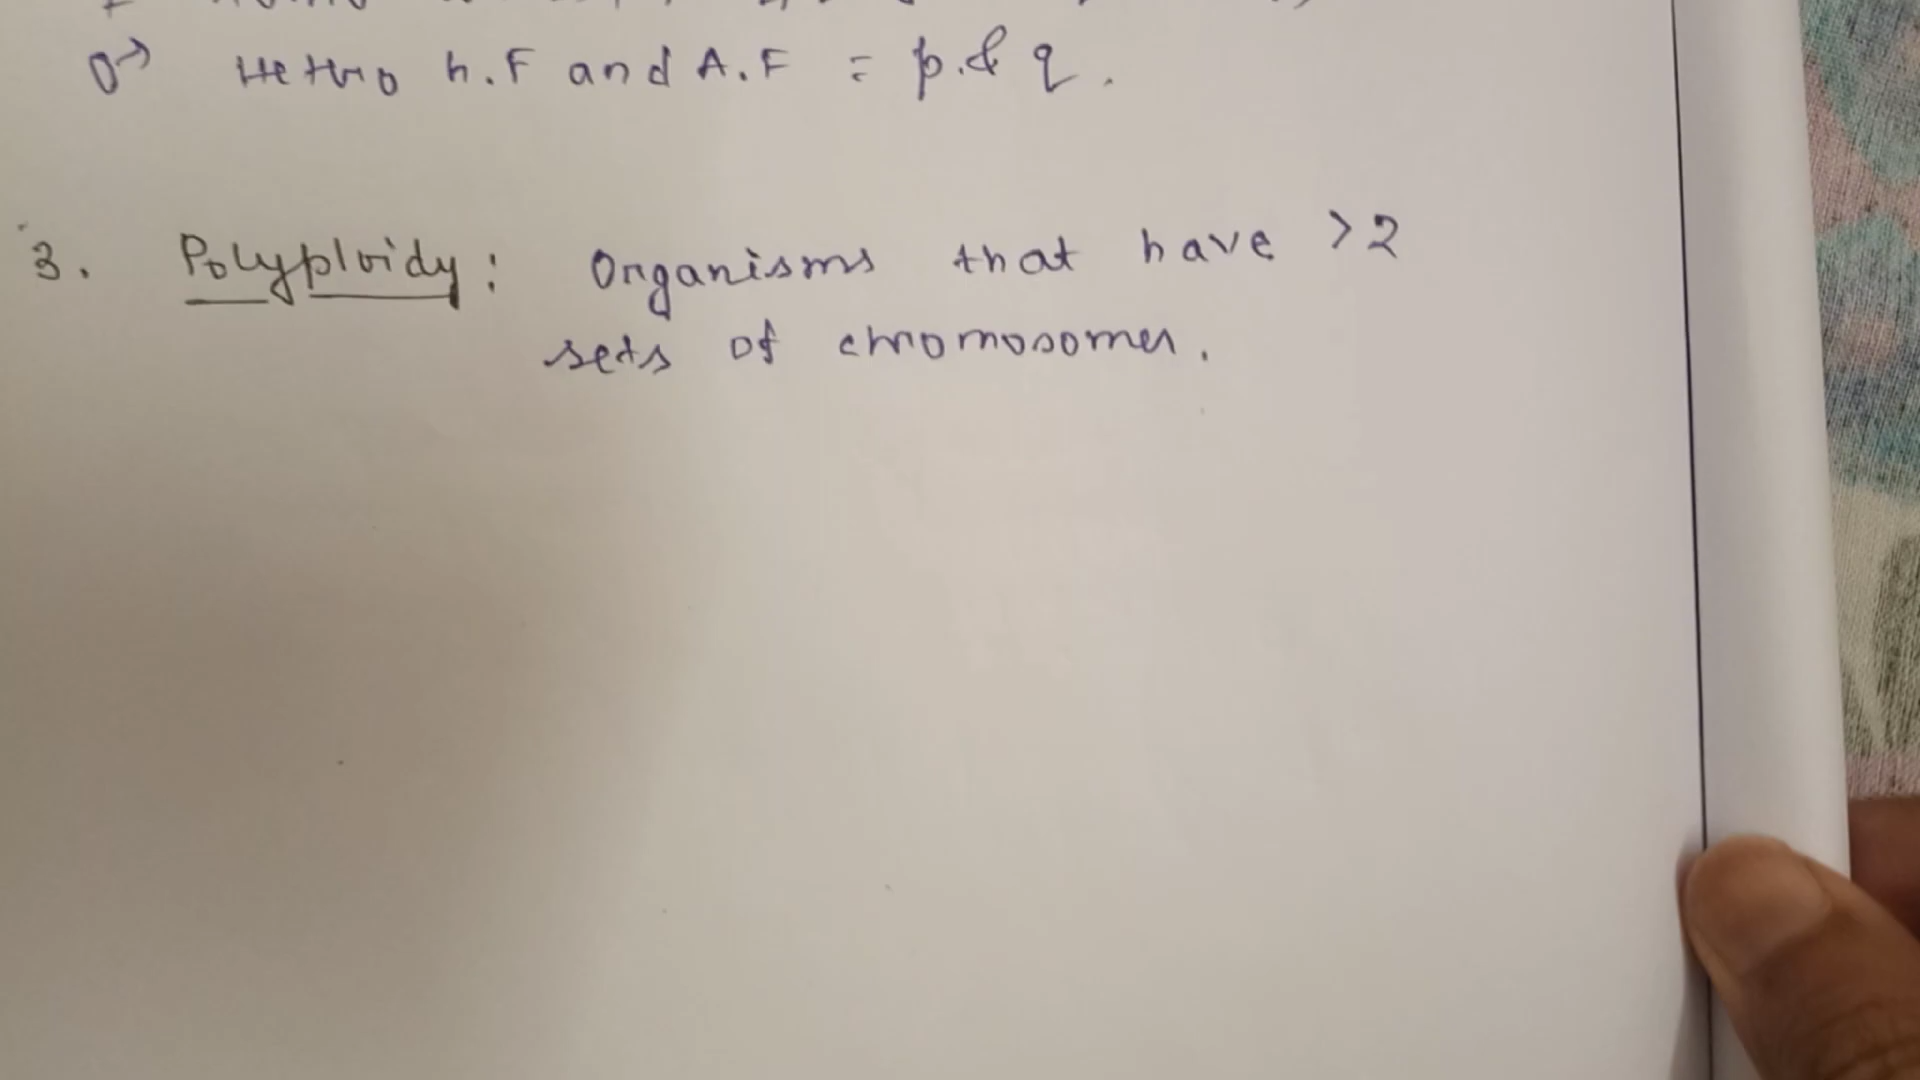 Hetro h.F and A.F = p. & q.
3. Polyploidy : Organisms that have >2
sets of chromosomes.